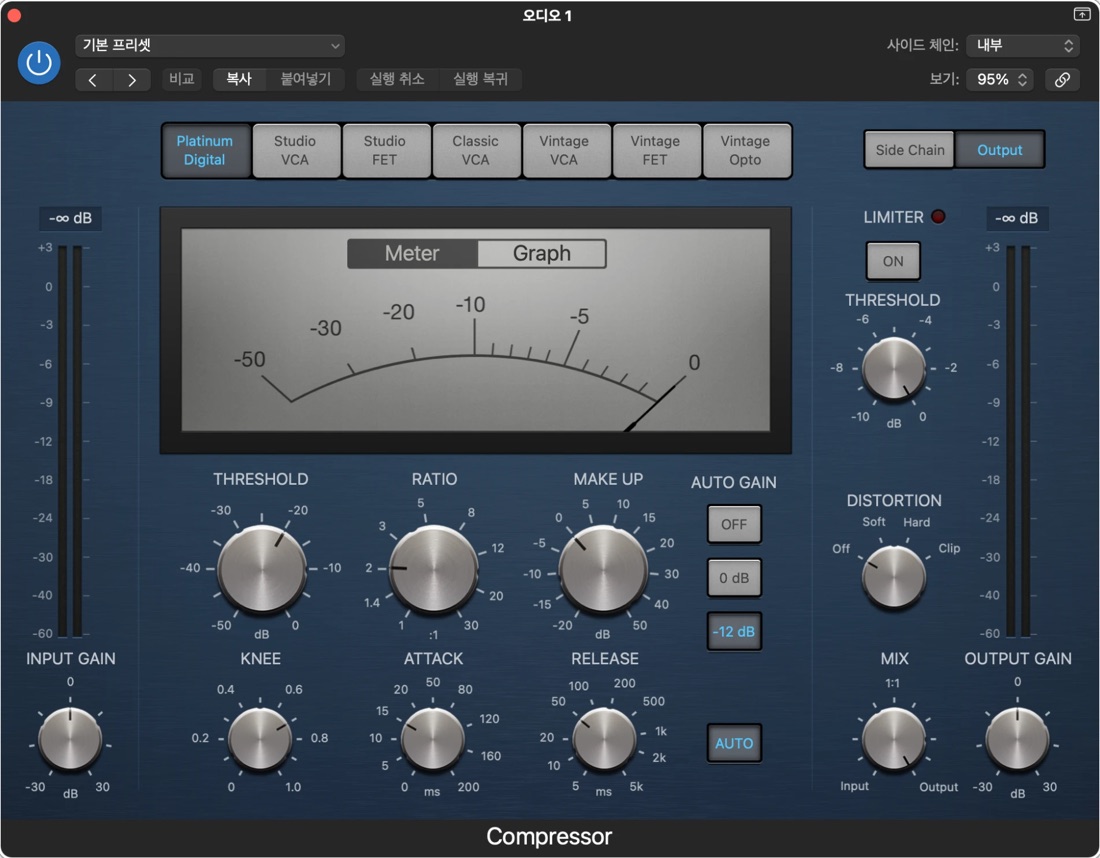 오디오 1
기본 프리셋
사이드 체인: 내부
비교 복사 붙여넣기 실행 취소 실행 복귀
보기: 95%
Platinum Digital
Studio VCA
Studio FET
Classic VCA
Vintage VCA
Vintage FET
Vintage Opto
Side Chain Output
-∞ dB
+3
0
-3
-6
-9
-12
-18
-24
-30
-40
-60
INPUT GAIN
0
-30 dB 30
Meter Graph
-50 -30 -20 -10 -5 0
THRESHOLD
-30 -20
-40 -10
-50 dB 0
RATIO
5
3 8
2 12
1.4 20
1 :1 30
MAKE UP
5 10
0 15
-5 20
-10 30
-15 40
-20 dB 50
AUTO GAIN
OFF
0 dB
-12 dB
KNEE
0.4 0.6
0.2 0.8
0 1.0
ATTACK
50
20 80
15 120
10 160
5
0 ms 200
RELEASE
100 200
50 500
20 1k
10 2k
5 ms 5k
AUTO
LIMITER
ON
THRESHOLD
-6 -4
-8 -2
-10 dB 0
DISTORTION
Soft Hard
Off Clip
MIX
1:1
Input Output
-∞ dB
+3
0
-3
-6
-9
-12
-18
-24
-30
-40
-60
OUTPUT GAIN
0
-30 dB 30
Compressor